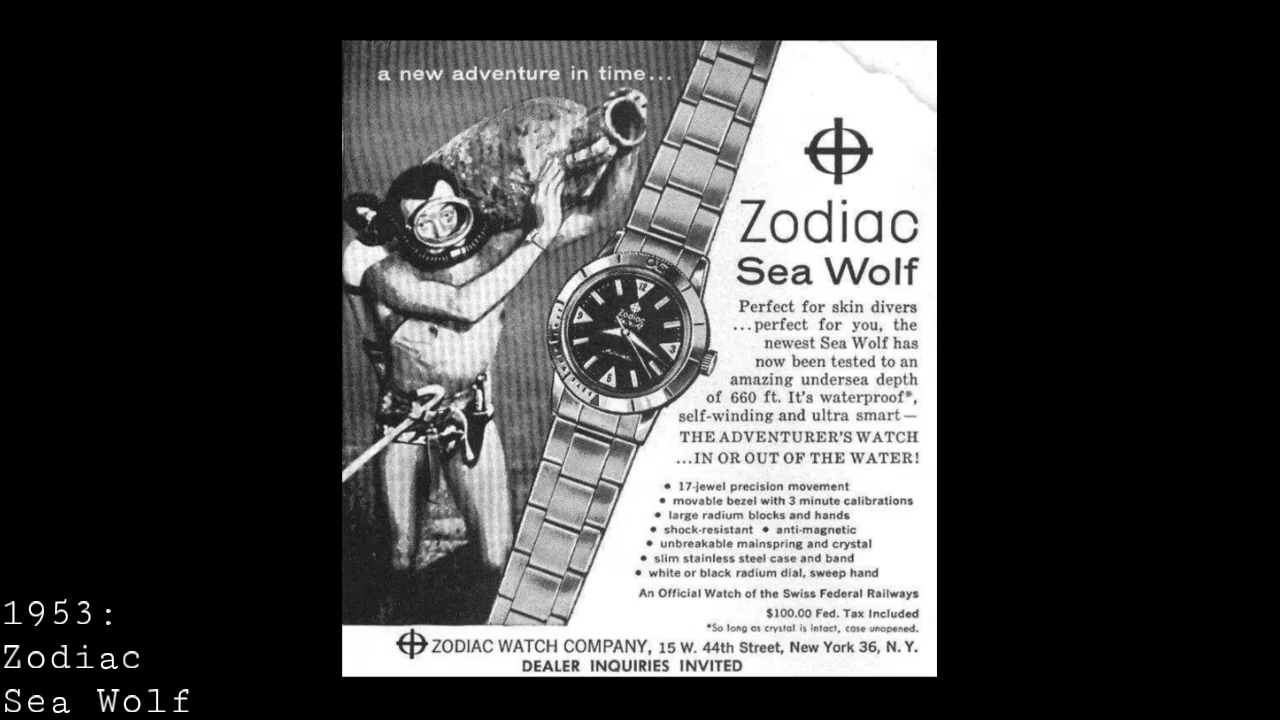 a new adventure in time...
Zodiac
Sea Wolf
Perfect for skin divers
...perfect for you, the
newest Sea Wolf has
now been tested to an
amazing undersea depth
of 660 ft. It's waterproof*,
self-winding and ultra smart—
THE ADVENTURER'S WATCH
...IN OR OUT OF THE WATER!
• 17-jewel precision movement
• movable bezel with 3 minute calibrations
• large radium blocks and hands
• shock-resistant • anti-magnetic
• unbreakable mainspring and crystal
• slim stainless steel case and band
• white or black radium dial, sweep hand
An Official Watch of the Swiss Federal Railways
$100.00 Fed. Tax Included
*So long as crystal is intact, case unopened.
ZODIAC WATCH COMPANY, 15 W. 44th Street, New York 36, N. Y.
DEALER INQUIRIES INVITED
12
Zodiac
9
3
6
1953:
Zodiac
Sea Wolf